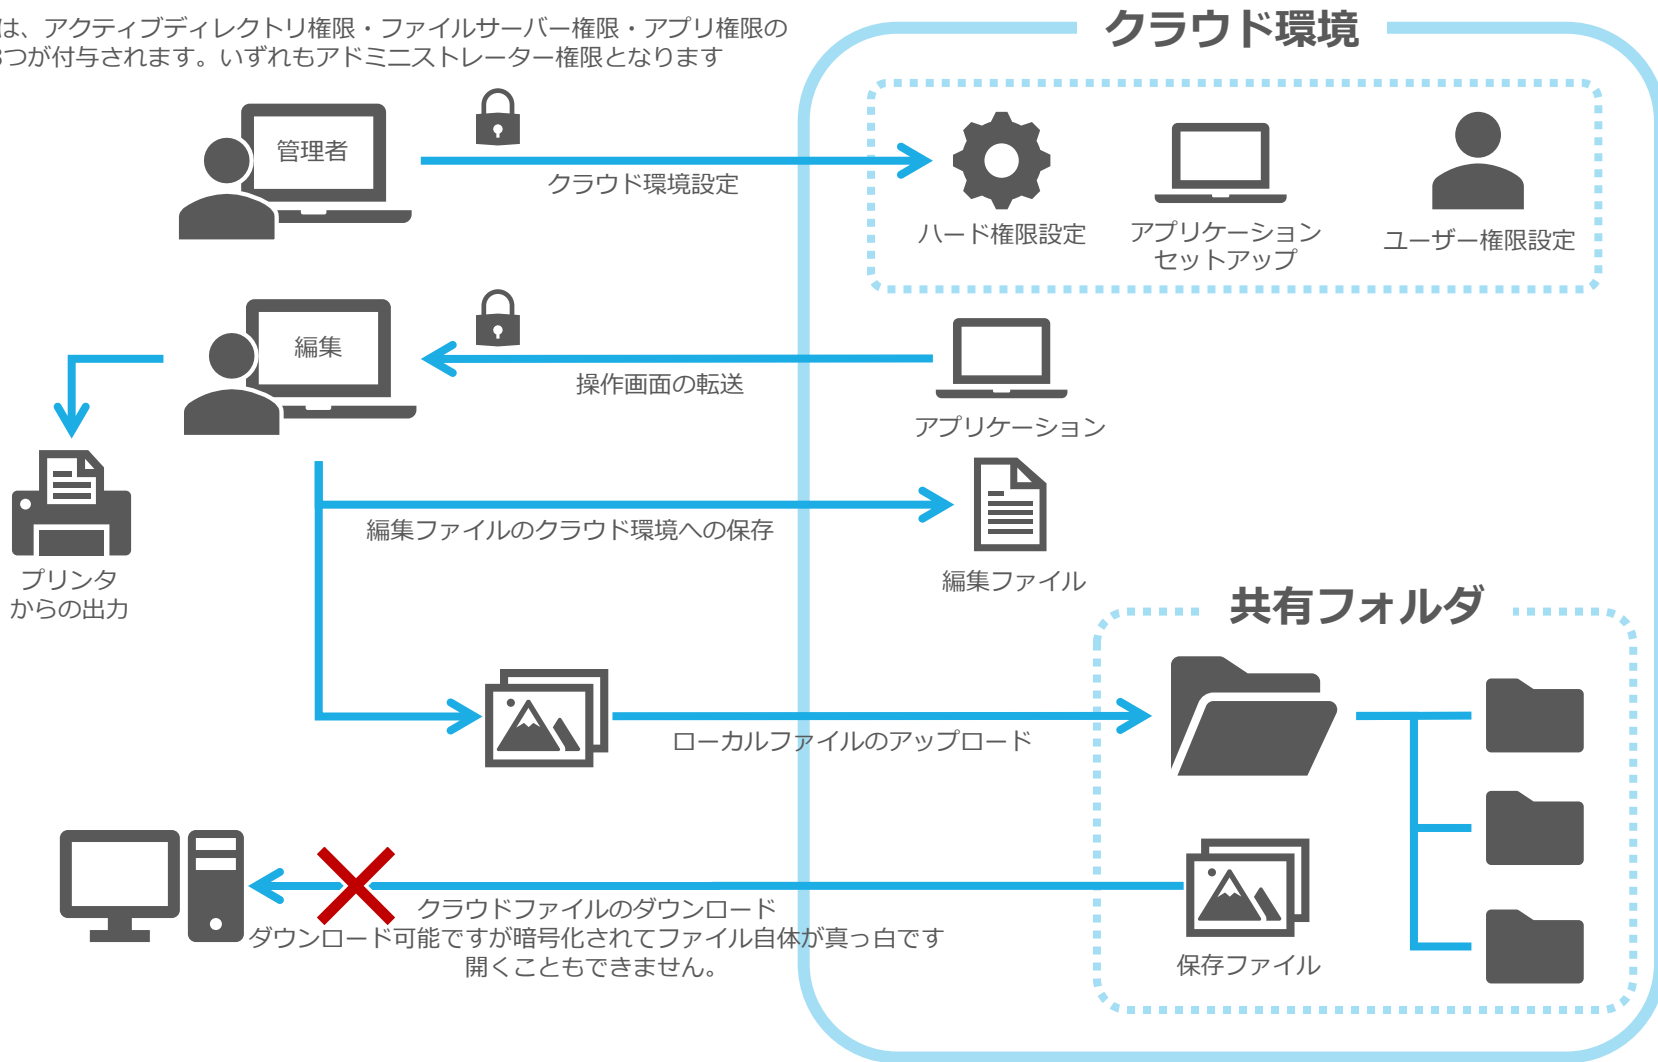 は、アクティブディレクトリ権限・ファイルサーバー権限・アプリ権限の
3つが付与されます。いずれもアドミニストレーター権限となります
クラウド環境
管理者
クラウド環境設定
ハード権限設定
アプリケーション
セットアップ
ユーザー権限設定
編集
操作画面の転送
アプリケーション
プリンタ
からの出力
編集ファイルのクラウド環境への保存
編集ファイル
共有フォルダ
ローカルファイルのアップロード
クラウドファイルのダウンロード
ダウンロード可能ですが暗号化されてファイル自体が真っ白です
開くこともできません。
保存ファイル